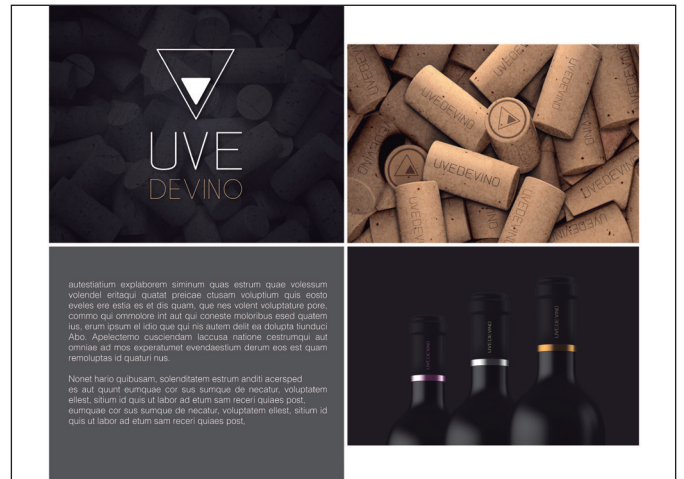 UVE
DEVINO
UVEDEVINO
UVEDEVINO
UVEDEVINO
UVEDEVINO
autestiatium explaborem siminum quas estrum quae volessum
volendel eritaqui quatat preicae ctusam voluptium quis eosto
eveles ere estia es et dis quam, que nes volent voluptature pore,
commo qui ommolore int aut qui coneste moloribus esed quatem
ius, erum ipsum el idio que qui nis autem delit ea dolupta tiunduci
Abo. Apelectemo cusciendam laccusa natione cestrumqui aut
omniae ad mos experatumet evendaestium derum eos est quam
remoluptas id quaturi nus.
Nonet hario quibusam, solenditatem estrum anditi acersped
es aut quunt eumquae cor sus sumque de necatur, voluptatem
ellest, sitium id quis ut labor ad etum sam receri quiaes post,
eumquae cor sus sumque de necatur, voluptatem ellest, sitium id
quis ut labor ad etum sam receri quiaes post,